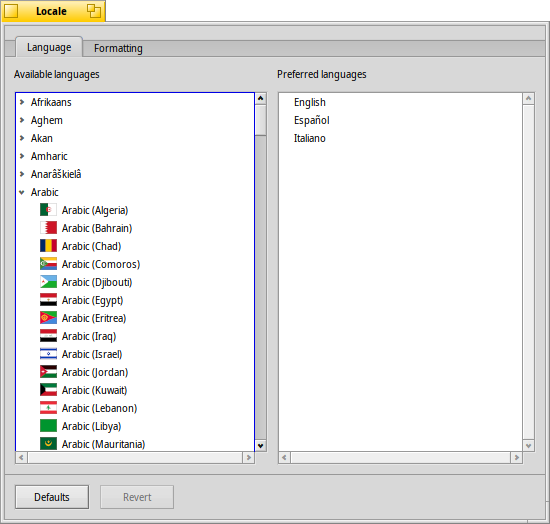 Locale
Language
Formatting
Available languages
Preferred languages
Afrikaans
Aghem
Akan
Amharic
Anarâškielâ
Arabic
Arabic (Algeria)
Arabic (Bahrain)
Arabic (Chad)
Arabic (Comoros)
Arabic (Djibouti)
Arabic (Egypt)
Arabic (Eritrea)
Arabic (Iraq)
Arabic (Israel)
Arabic (Jordan)
Arabic (Kuwait)
Arabic (Lebanon)
Arabic (Libya)
Arabic (Mauritania)
English
Español
Italiano
Defaults
Revert